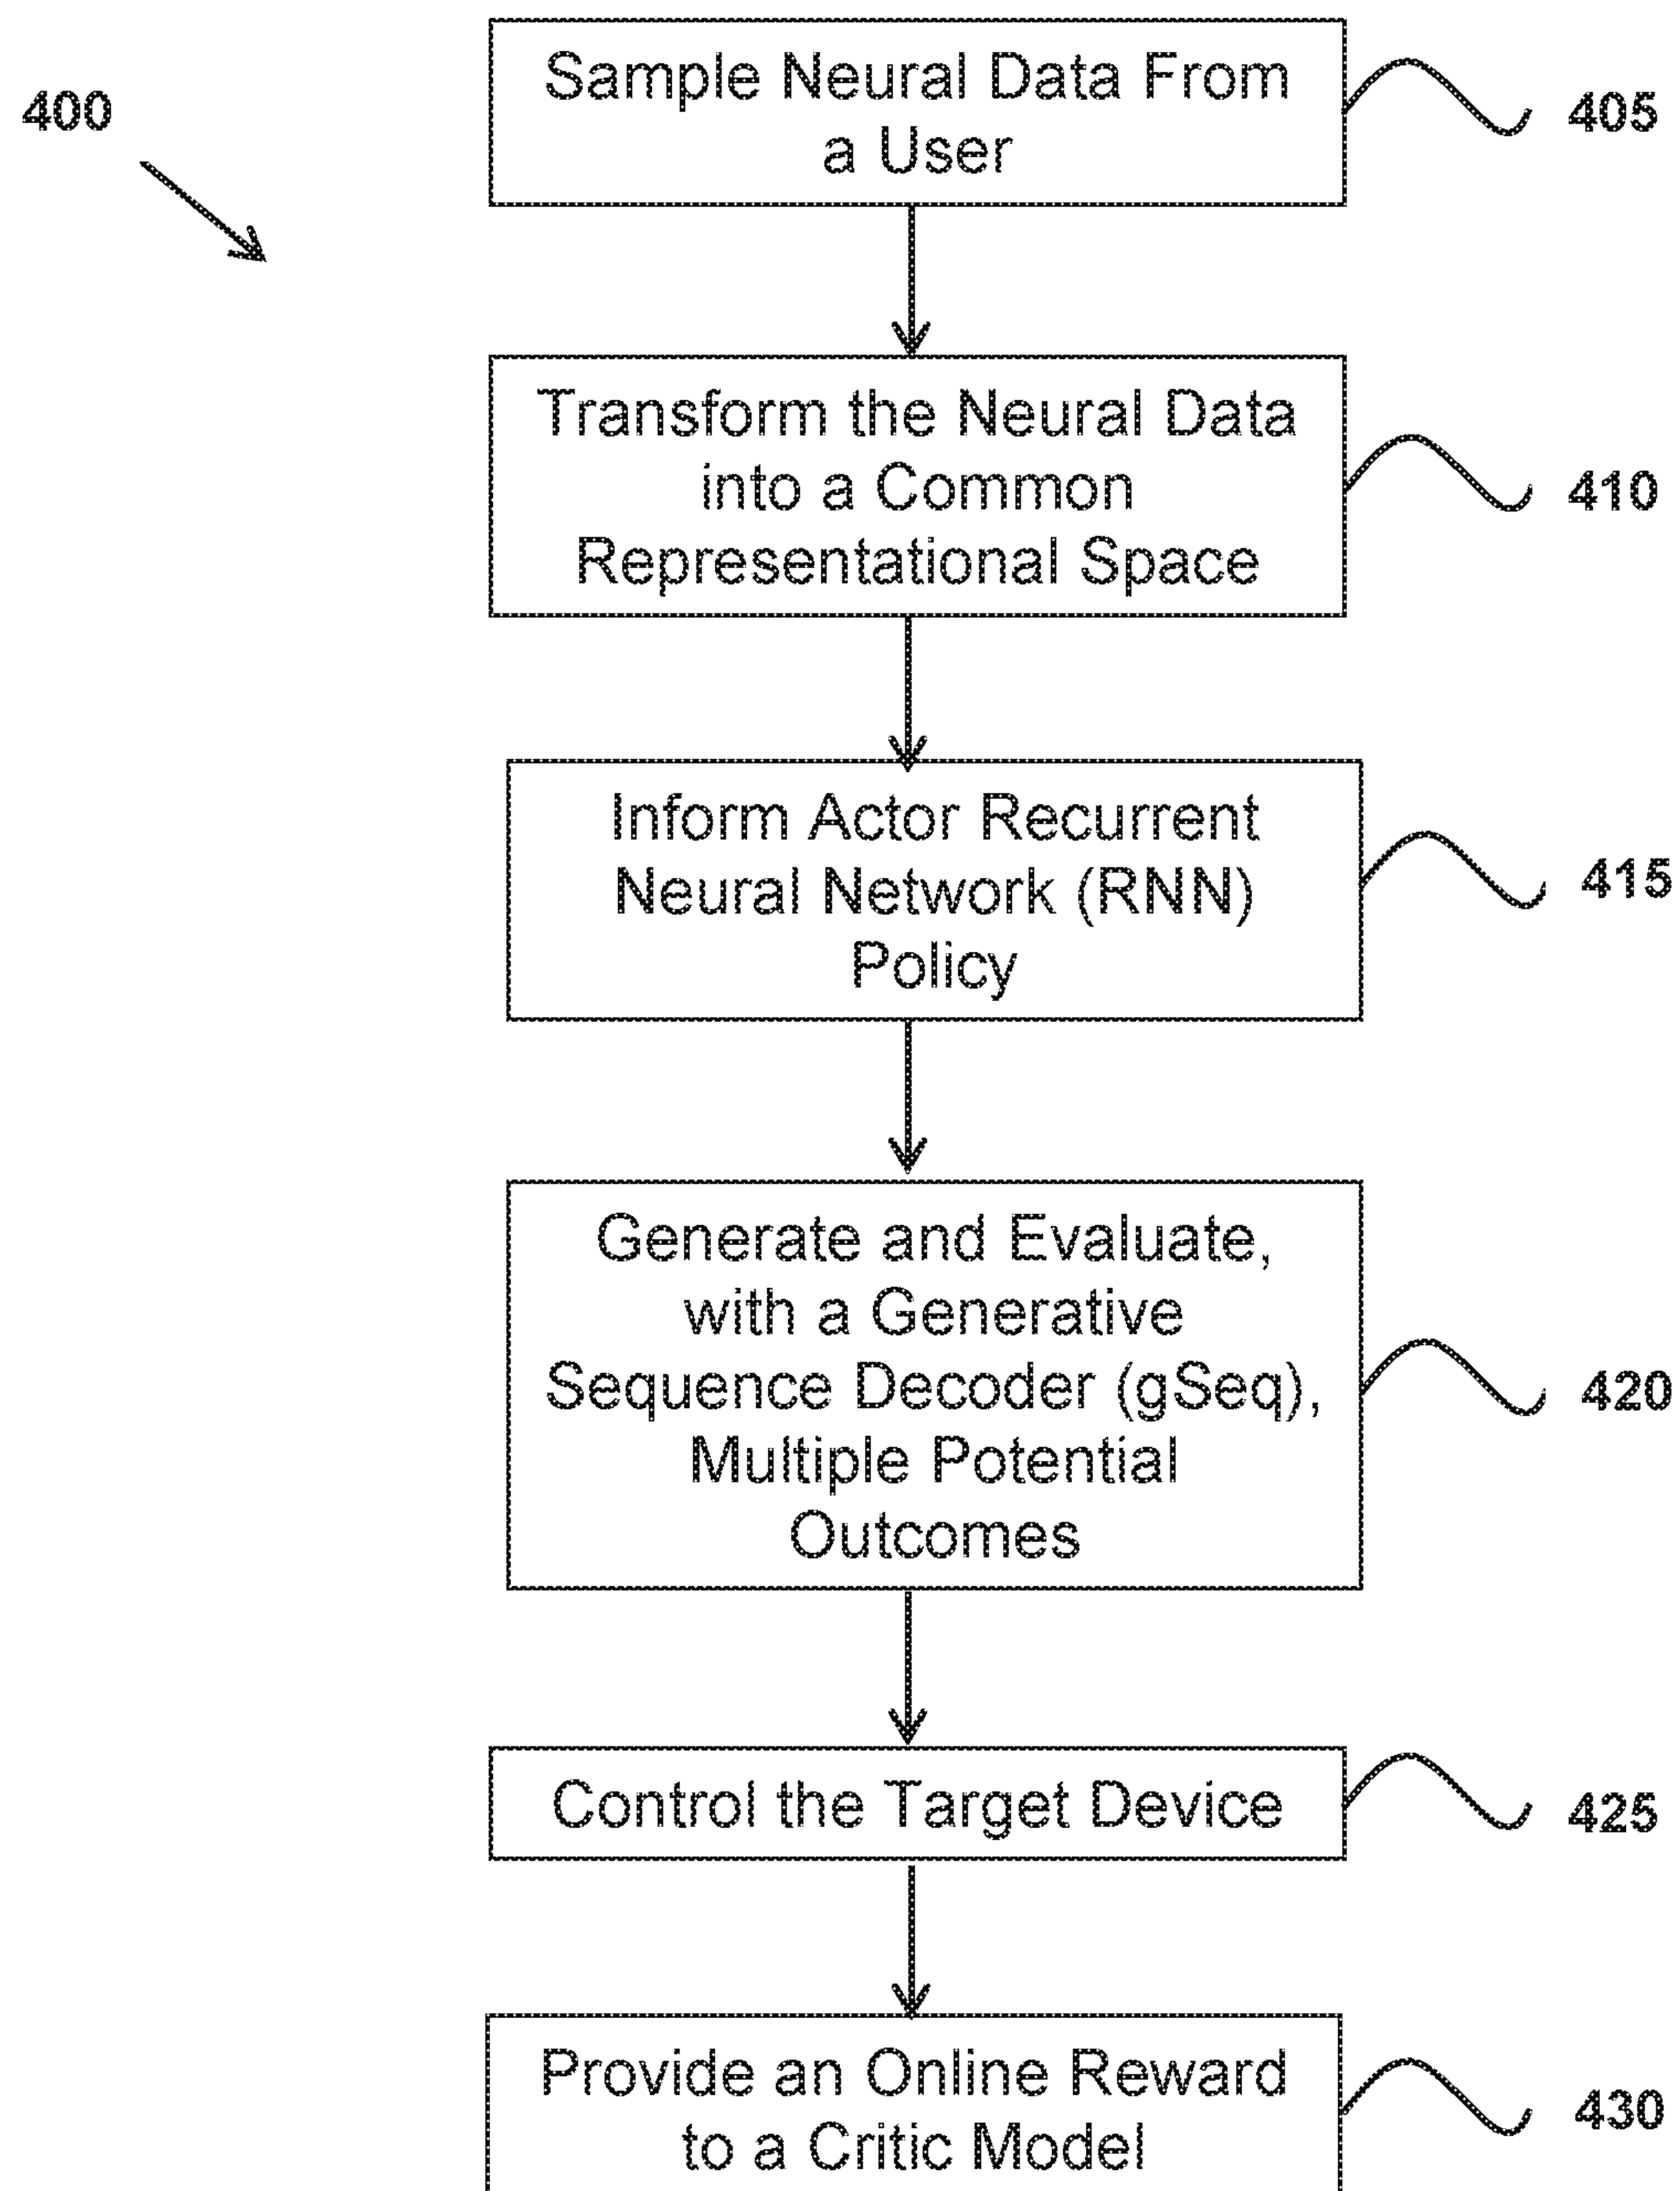 400
Sample Neural Data From
a User
405
Transform the Neural Data
into a Common
Representational Space
410
Inform Actor Recurrent
Neural Network (RNN)
Policy
415
Generate and Evaluate,
with a Generative
Sequence Decoder (gSeq),
Multiple Potential
Outcomes
420
Control the Target Device
425
Provide an Online Reward
to a Critic Model
430